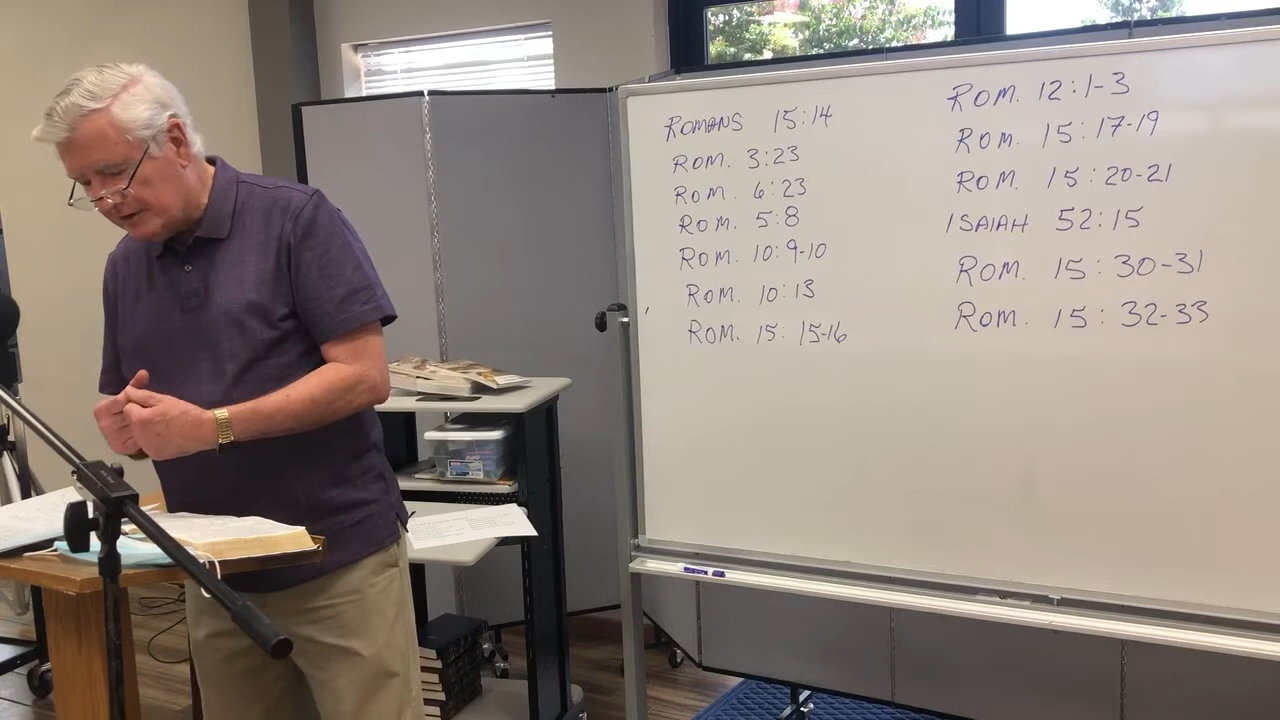 ROMANS 15:14
ROM. 3:23
ROM. 6:23
ROM. 5:8
ROM. 10:9-10
ROM. 10:13
ROM. 15:15-16
ROM. 12:1-3
ROM. 15:17-19
ROM. 15:20-21
ISAIAH 52:15
ROM. 15:30-31
ROM. 15:32-33